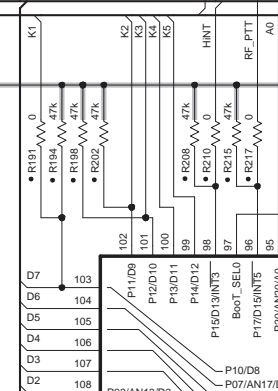 K1
K2
K3
K4
K5
HiNT
RF_PTT
A0
R191 0
R194 47k
R198 47k
R202 47k
R208 47k
R210 0
R215 47k
R217 0
102
101
100
99
98
97
96
95
P11/D9
P12/D10
P13/D11
P14/D12
P15/D13/INT3
BooT_SEL0
P17/D15/INT5
D7
103
D6
104
D5
105
D4
106
D3
107
D2
108
P10/D8
P07/AN17/D